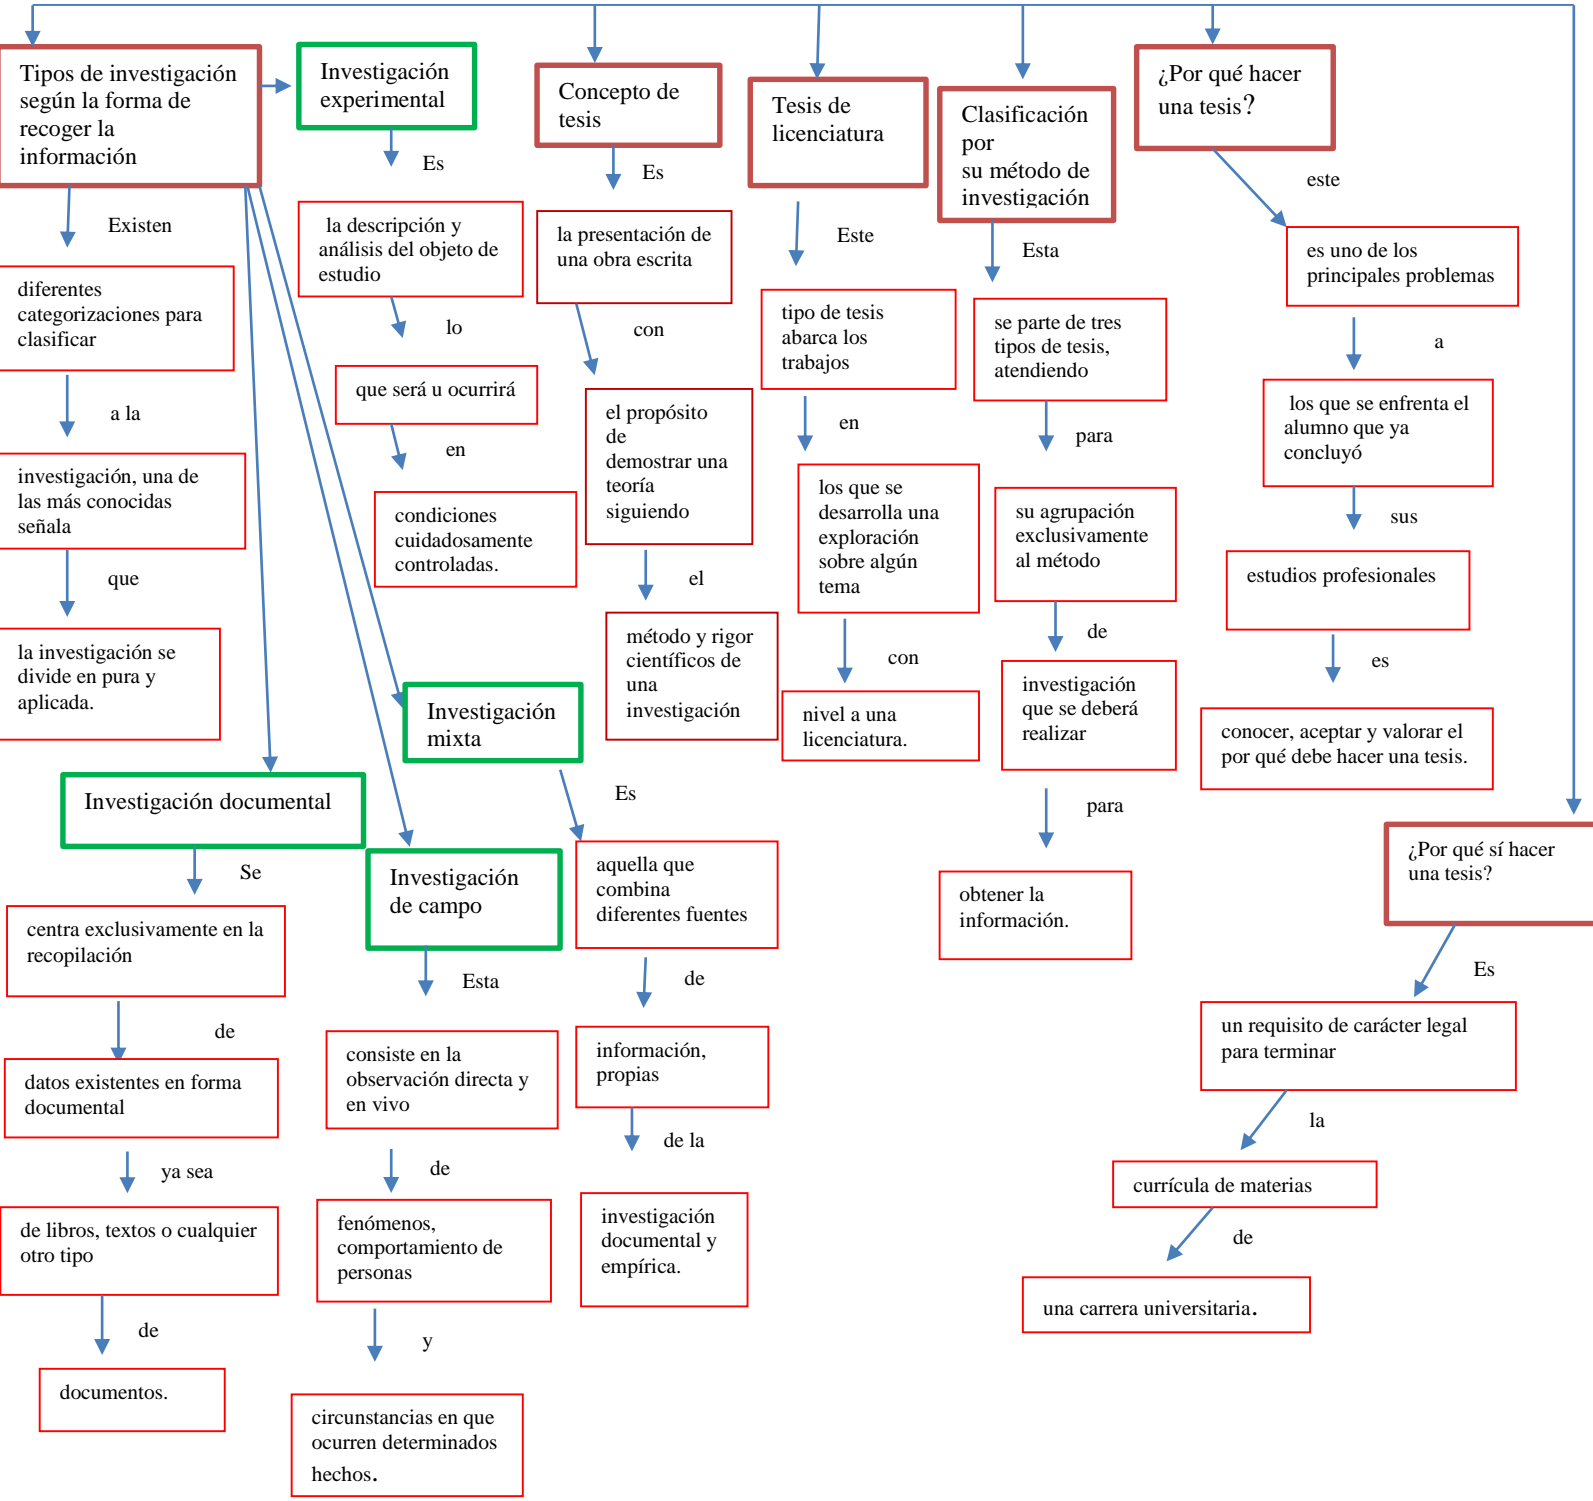 Tipos de investigación
según la forma de
recoger la
información
Existen
diferentes
categorizaciones para
clasificar
a la
investigación, una de
las más conocidas
señala
que
la investigación se
divide en pura y
aplicada.
Investigación
experimental
Es
la descripción y
análisis del objeto de
estudio
lo
que será u ocurrirá
en
condiciones
cuidadosamente
controladas.
Investigación documental
Se
centra exclusivamente en la
recopilación
de
datos existentes en forma
documental
ya sea
de libros, textos o cualquier
otro tipo
de
documentos.
Investigación
de campo
Esta
consiste en la
observación directa y
en vivo
de
fenómenos,
comportamiento de
personas
y
circunstancias en que
ocurren determinados
hechos.
Investigación
mixta
Es
aquella que
combina
diferentes fuentes
de
información,
propias
de la
investigación
documental y
empírica.
Concepto de
tesis
Es
la presentación de
una obra escrita
con
el propósito
de
demostrar una
teoría
siguiendo
el
método y rigor
científicos de
una
investigación
Tesis de
licenciatura
Este
tipo de tesis
abarca los
trabajos
en
los que se
desarrolla una
exploración
sobre algún
tema
con
nivel a una
licenciatura.
Clasificación
por
su método de
investigación
Esta
se parte de tres
tipos de tesis,
atendiendo
para
su agrupación
exclusivamente
al método
de
investigación
que se deberá
realizar
para
obtener la
información.
¿Por qué hacer
una tesis?
este
es uno de los
principales problemas
a
los que se enfrenta el
alumno que ya
concluyó
sus
estudios profesionales
es
conocer, aceptar y valorar el
por qué debe hacer una tesis.
¿Por qué sí hacer
una tesis?
Es
un requisito de carácter legal
para terminar
la
currícula de materias
de
una carrera universitaria.